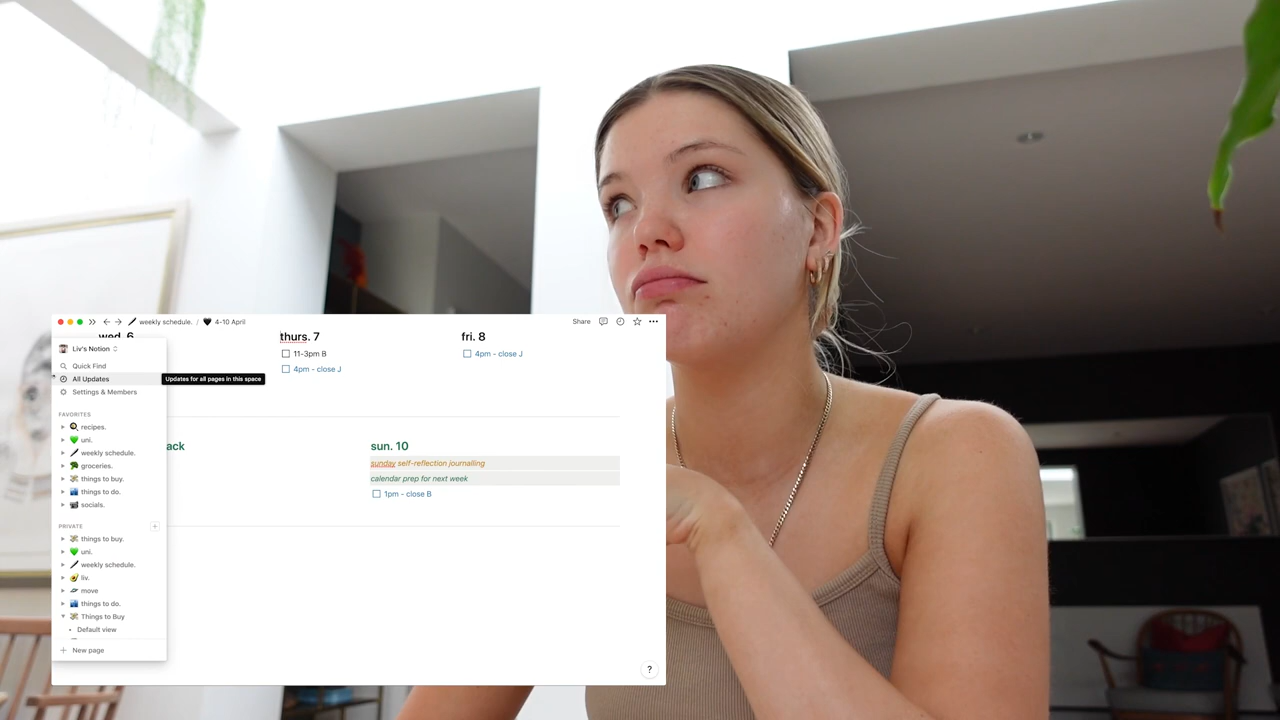 weekly schedule. / 4-10 April
Share
wed. 6
thurs. 7
fri. 8
11-3pm B
4pm - close J
4pm - close J
Liv's Notion
Quick Find
All Updates
Updates for all pages in this space
Settings & Members
FAVORITES
recipes.
uni.
weekly schedule.
groceries.
things to buy.
things to do.
socials.
ack
sun. 10
sunday self-reflection journalling
calendar prep for next week
1pm - close B
PRIVATE
things to buy.
uni.
weekly schedule.
liv.
move
things to do.
Things to Buy
Default view
New page
?